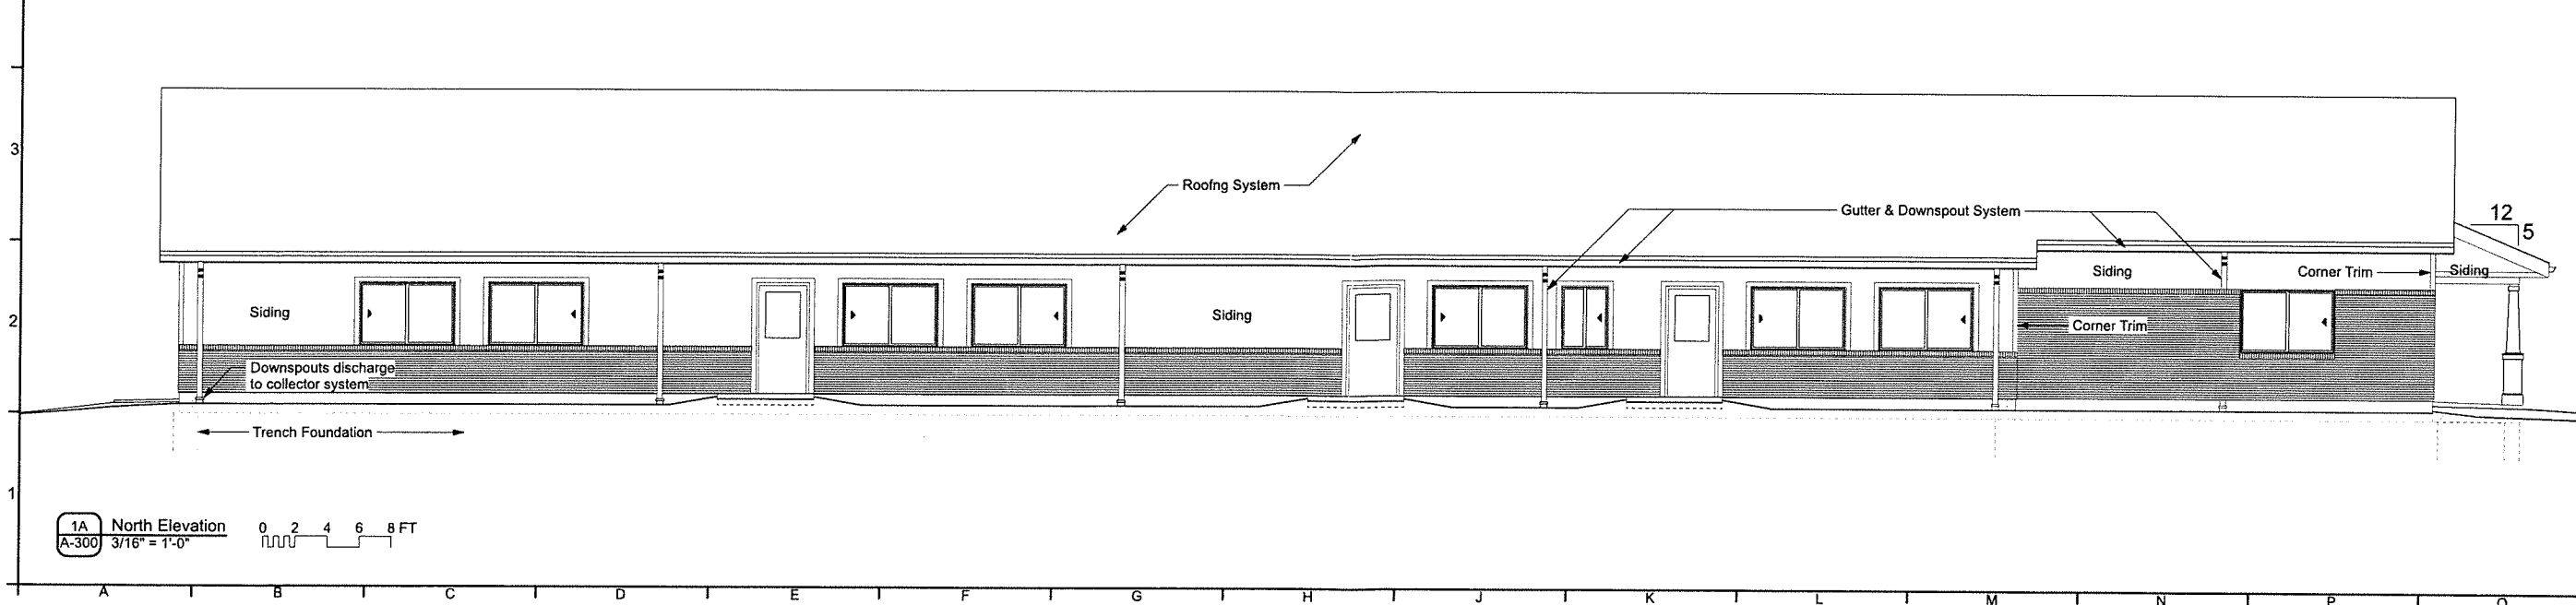 3
Roofng System
Gutter & Downspout System
12
5
Siding
Corner Trim
Siding
2
Siding
Siding
Corner Trim
Downspouts discharge
to collector system
Trench Foundation
1
1A
North Elevation
0 2 4 6 8 FT
A-300
3/16" = 1'-0"
A B C D E F G H J K L M N P Q